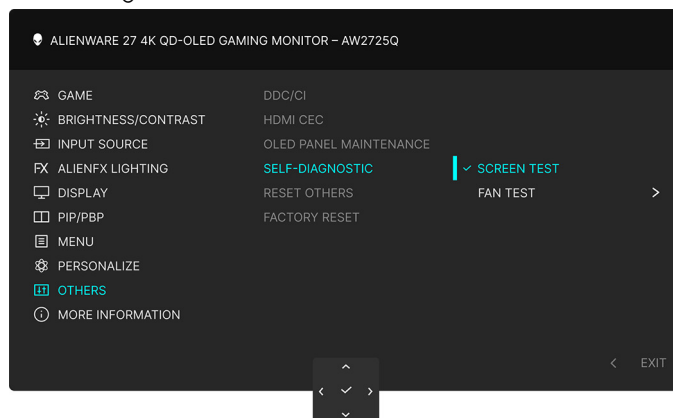 ALIENWARE 27 4K QD-OLED GAMING MONITOR – AW2725Q
GAME
DDC/CI
BRIGHTNESS/CONTRAST
HDMI CEC
INPUT SOURCE
OLED PANEL MAINTENANCE
FX ALIENFX LIGHTING
SELF-DIAGNOSTIC
SCREEN TEST
DISPLAY
RESET OTHERS
FAN TEST
PIP/PBP
FACTORY RESET
MENU
PERSONALIZE
OTHERS
MORE INFORMATION
EXIT